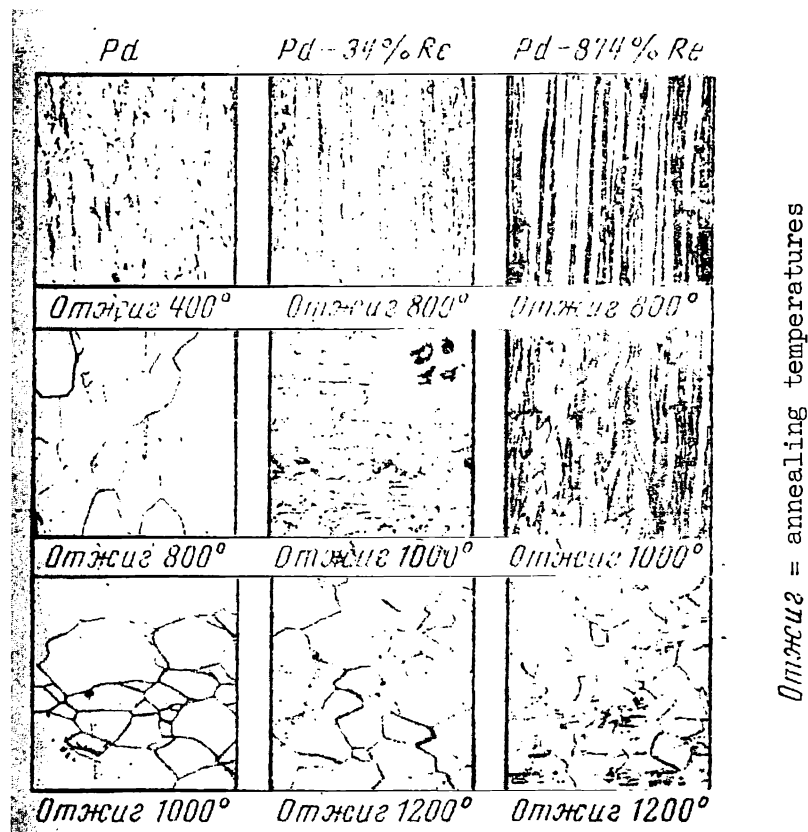 Pd Pd-34% Re Pd-874% Re
Отжиг 400° Отжиг 800° Отжиг 800°
Отжиг 800° Отжиг 1000° Отжиг 1000°
Отжиг 1000° Отжиг 1200° Отжиг 1200°
Отжиг = annealing temperatures